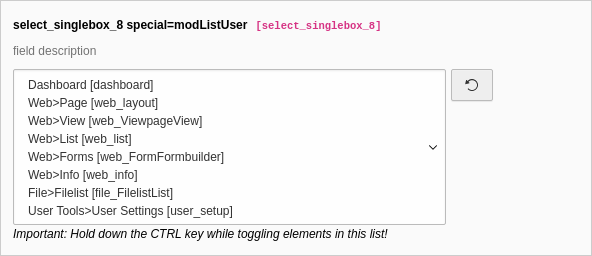 select_singlebox_8 special=modListUser [select_singlebox_8]
field description
Dashboard [dashboard]
Web>Page [web_layout]
Web>View [web_ViewpageView]
Web>List [web_list]
Web>Forms [web_FormFormbuilder]
Web>Info [web_info]
File>Filelist [file_FilelistList]
User Tools>User Settings [user_setup]
Important: Hold down the CTRL key while toggling elements in this list!